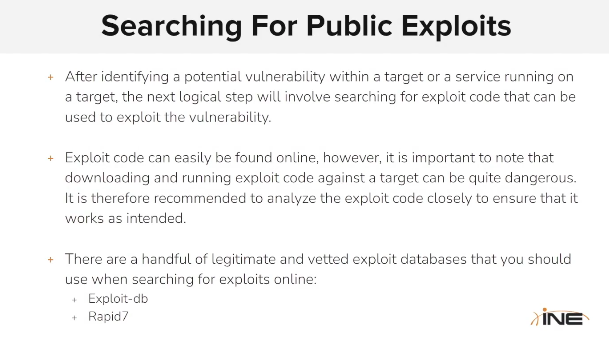 Searching For Public Exploits
+ After identifying a potential vulnerability within a target or a service running on
a target, the next logical step will involve searching for exploit code that can be
used to exploit the vulnerability.
+ Exploit code can easily be found online, however, it is important to note that
downloading and running exploit code against a target can be quite dangerous.
It is therefore recommended to analyze the exploit code closely to ensure that it
works as intended.
+ There are a handful of legitimate and vetted exploit databases that you should
use when searching for exploits online:
+ Exploit-db
+ Rapid7
INE